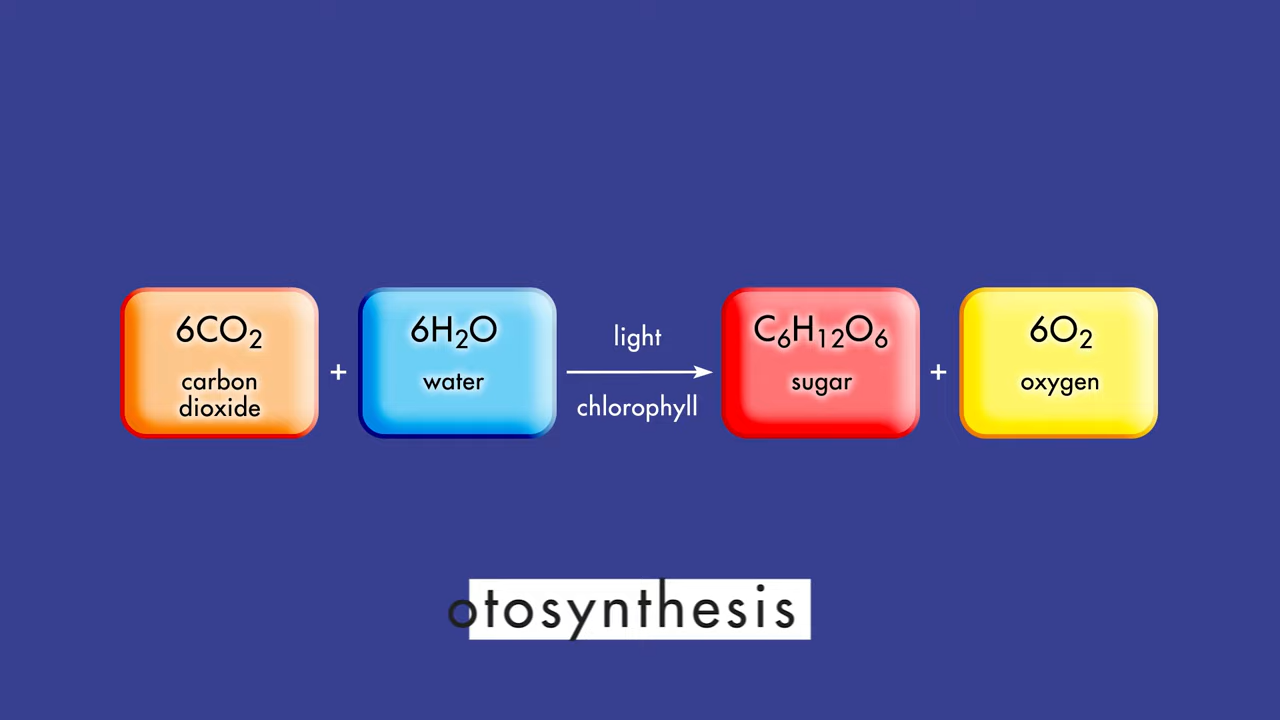 6CO₂
carbon
dioxide
+
6H₂O
water
light
chlorophyll
C₆H₁₂O₆
sugar
+
6O₂
oxygen
otosynthesis